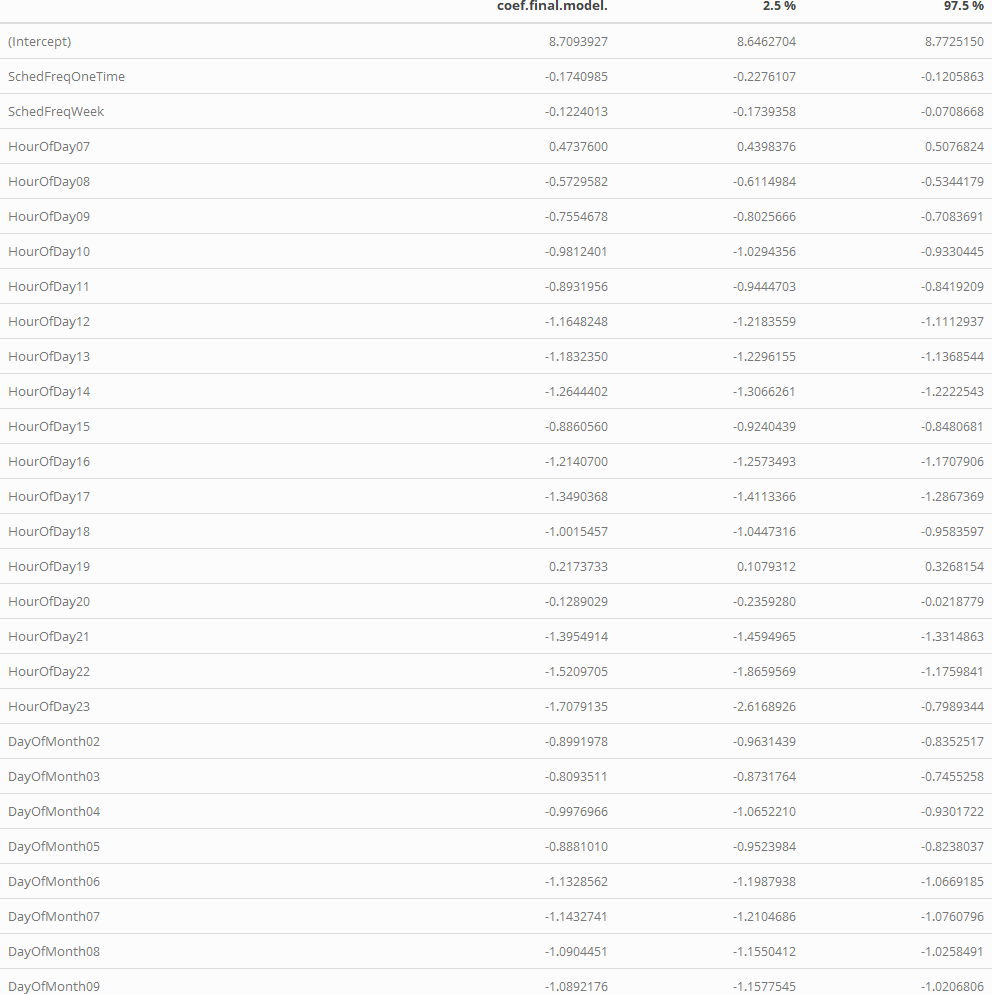 coef.final.model. 2.5 % 97.5 %
(Intercept) 8.7093927 8.6462704 8.7725150
SchedFreqOneTime -0.1740985 -0.2276107 -0.1205863
SchedFreqWeek -0.1224013 -0.1739358 -0.0708668
HourOfDay07 0.4737600 0.4398376 0.5076824
HourOfDay08 -0.5729582 -0.6114984 -0.5344179
HourOfDay09 -0.7554678 -0.8025666 -0.7083691
HourOfDay10 -0.9812401 -1.0294356 -0.9330445
HourOfDay11 -0.8931956 -0.9444703 -0.8419209
HourOfDay12 -1.1648248 -1.2183559 -1.1112937
HourOfDay13 -1.1832350 -1.2296155 -1.1368544
HourOfDay14 -1.2644402 -1.3066261 -1.2222543
HourOfDay15 -0.8860560 -0.9240439 -0.8480681
HourOfDay16 -1.2140700 -1.2573493 -1.1707906
HourOfDay17 -1.3490368 -1.4113366 -1.2867369
HourOfDay18 -1.0015457 -1.0447316 -0.9583597
HourOfDay19 0.2173733 0.1079312 0.3268154
HourOfDay20 -0.1289029 -0.2359280 -0.0218779
HourOfDay21 -1.3954914 -1.4594965 -1.3314863
HourOfDay22 -1.5209705 -1.8659569 -1.1759841
HourOfDay23 -1.7079135 -2.6168926 -0.7989344
DayOfMonth02 -0.8991978 -0.9631439 -0.8352517
DayOfMonth03 -0.8093511 -0.8731764 -0.7455258
DayOfMonth04 -0.9976966 -1.0652210 -0.9301722
DayOfMonth05 -0.8881010 -0.9523984 -0.8238037
DayOfMonth06 -1.1328562 -1.1987938 -1.0669185
DayOfMonth07 -1.1432741 -1.2104686 -1.0760796
DayOfMonth08 -1.0904451 -1.1550412 -1.0258491
DayOfMonth09 -1.0892176 -1.1577545 -1.0206806